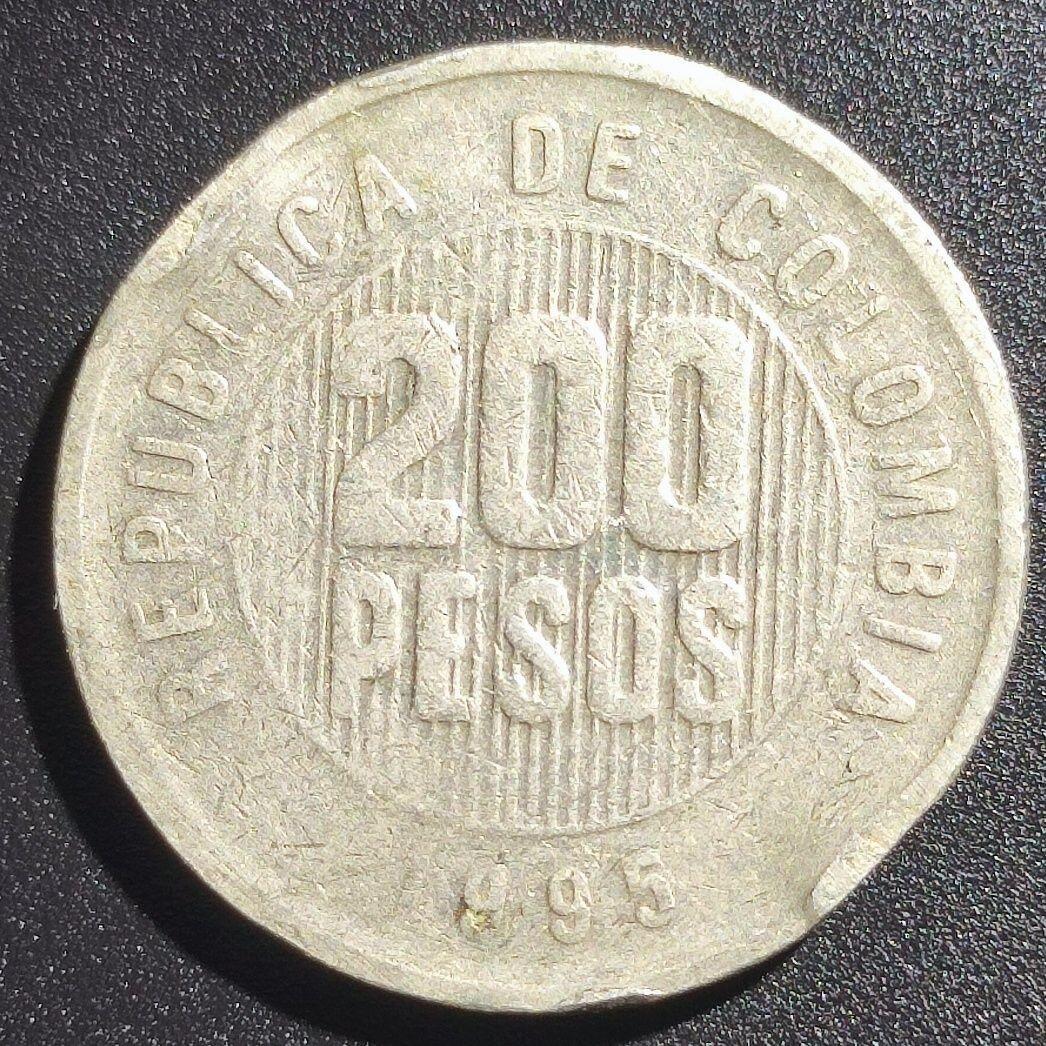 REPUBLICA DE COLOMBIA
200
PESOS
995